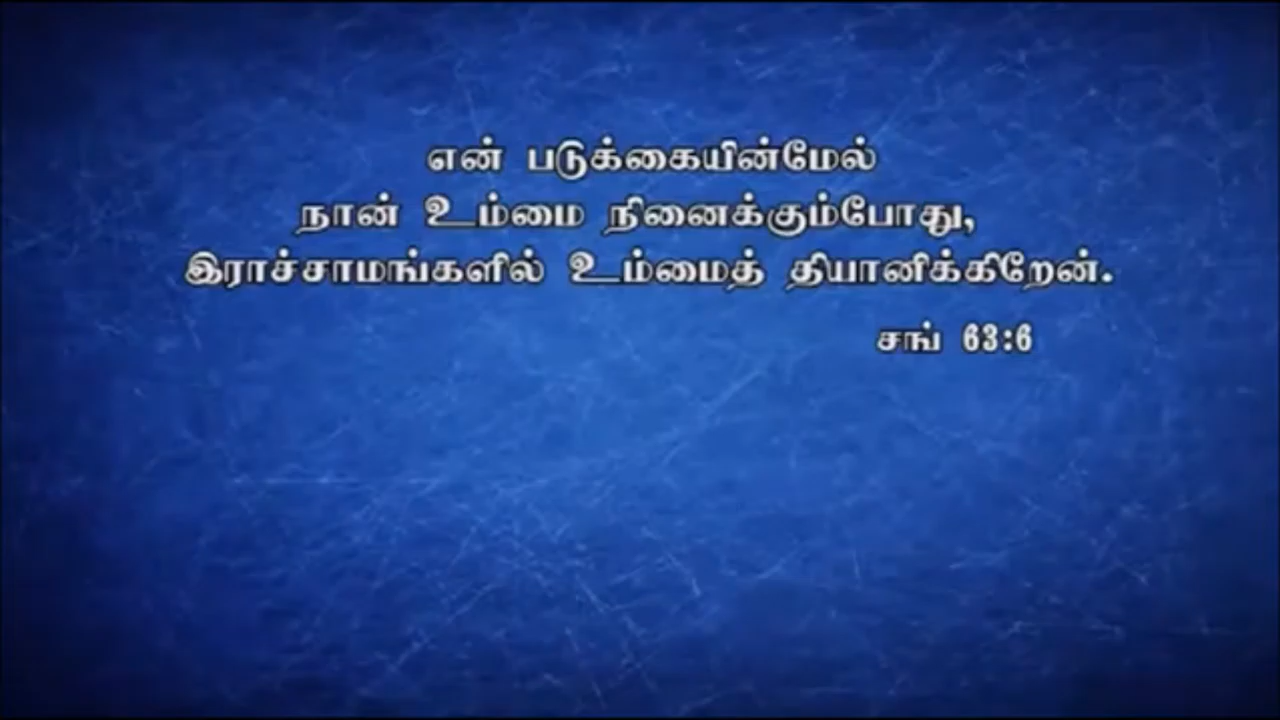 என் படுக்கையின்மேல்
நான் உம்மை நினைக்கும்போது,
இராச்சாமங்களில் உம்மைத் தியானிக்கிறேன்.
சங் 63:6